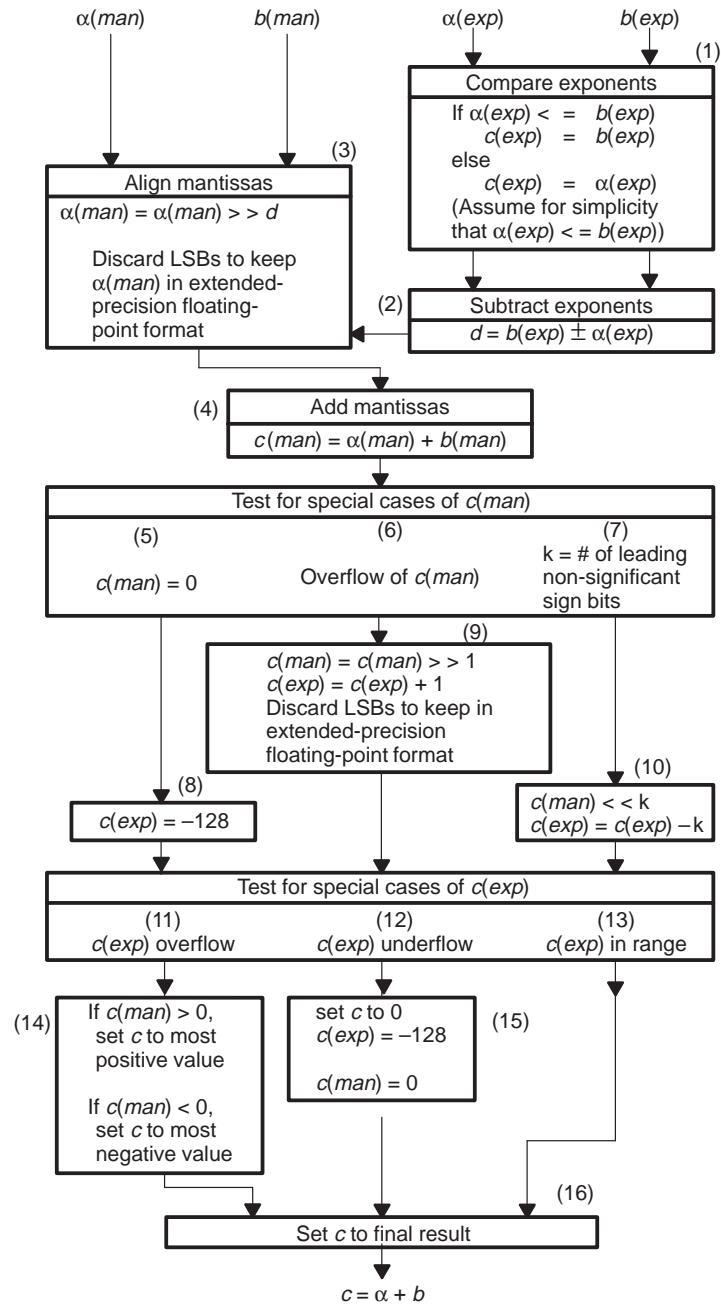 α(man) b(man) α(exp) b(exp)
(1)
Compare exponents
If α(exp) < = b(exp)
c(exp) = b(exp)
else
c(exp) = α(exp)
(Assume for simplicity
that α(exp) < = b(exp))
(3)
Align mantissas
α(man) = α(man) > > d
Discard LSBs to keep
α(man) in extended-
precision floating-
point format
(2)
Subtract exponents
d = b(exp) ± α(exp)
(4)
Add mantissas
c(man) = α(man) + b(man)
Test for special cases of c(man)
(5)
c(man) = 0
(6)
Overflow of c(man)
(7)
k = # of leading
non-significant
sign bits
(9)
c(man) = c(man) > > 1
c(exp) = c(exp) + 1
Discard LSBs to keep in
extended-precision
floating-point format
(8)
c(exp) = –128
(10)
c(man) < < k
c(exp) = c(exp) – k
Test for special cases of c(exp)
(11)
c(exp) overflow
(12)
c(exp) underflow
(13)
c(exp) in range
(14)
If c(man) > 0,
set c to most
positive value
If c(man) < 0,
set c to most
negative value
set c to 0
c(exp) = –128
c(man) = 0
(15)
(16)
Set c to final result
c = α + b